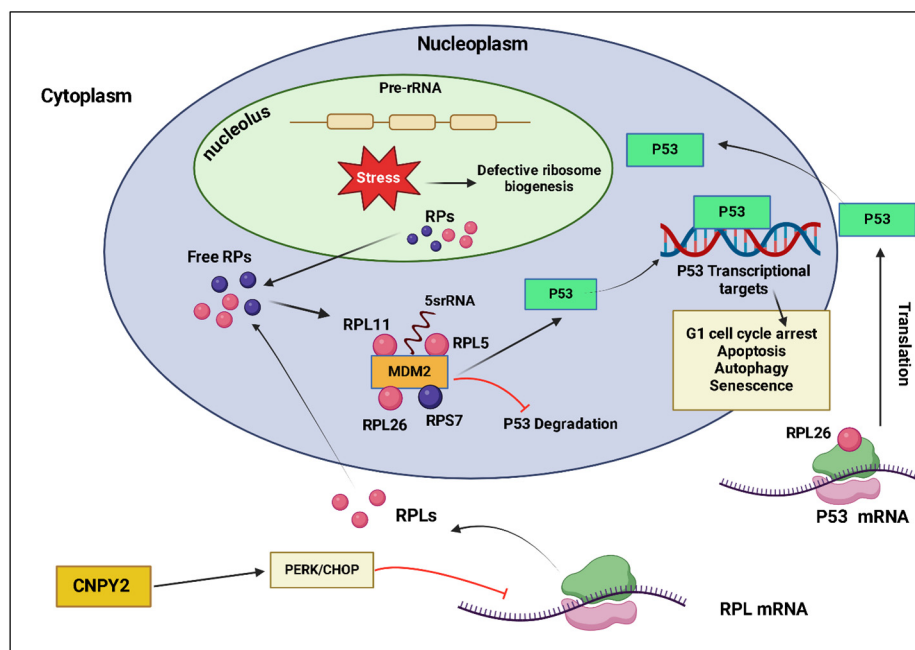 Nucleoplasm
Cytoplasm
nucleolus
Pre-rRNA
Stress
Defective ribosome
biogenesis
RPs
Free RPs
P53
P53
P53
P53 Transcriptional
targets
P53
5srRNA
RPL11
RPL5
MDM2
RPL26
RPS7
P53 Degradation
G1 cell cycle arrest
Apoptosis
Autophagy
Senescence
Translation
RPL26
P53 mRNA
RPLs
CNPY2
PERK/CHOP
RPL mRNA